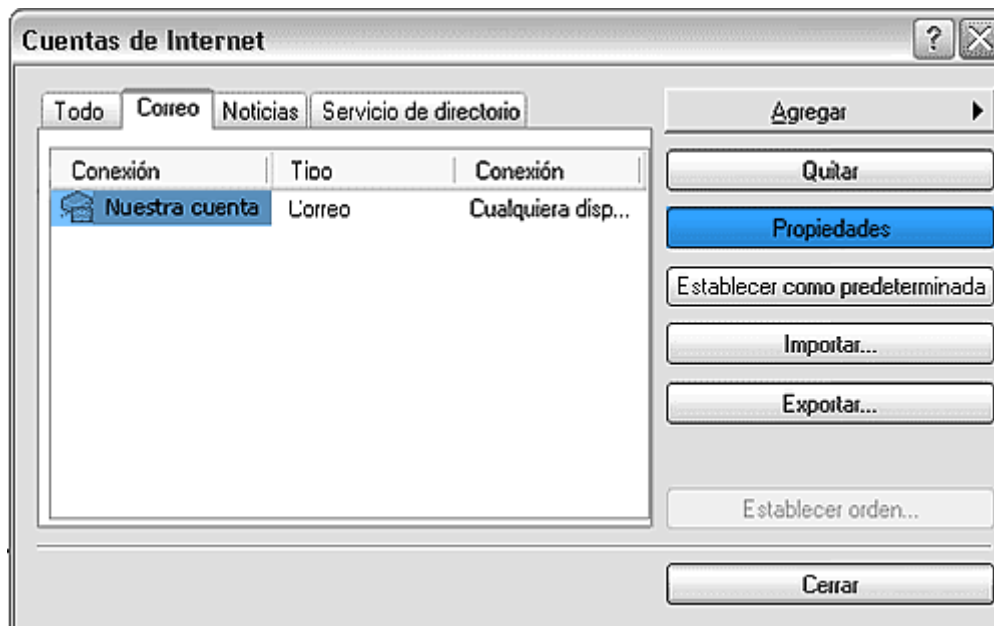 Cuentas de Internet
Todo Correo Noticias Servicio de directorio
Conexión Tipo Conexión
Nuestra cuenta Correo Cualquiera disp...
Agregar
Quitar
Propiedades
Establecer como predeterminada
Importar...
Exportar...
Establecer orden...
Cerrar